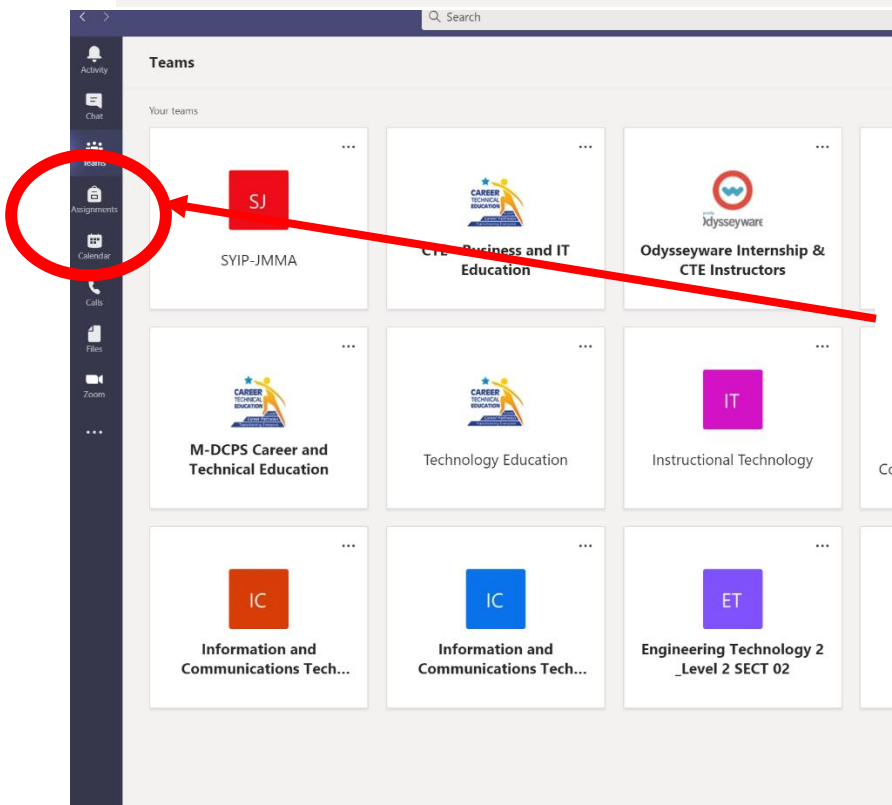 Search
Activity
Teams
Chat
Your teams
Teams
Assignments
Calendar
Calls
Files
Zoom
SJ
SYIP-JMMA
CAREER
TECHNICAL
EDUCATION
Business and IT
Education
Odysseyware Internship &
CTE Instructors
CAREER
TECHNICAL
EDUCATION
M-DCPS Career and
Technical Education
CAREER
TECHNICAL
EDUCATION
Technology Education
IT
Instructional Technology
IC
Information and
Communications Tech...
IC
Information and
Communications Tech...
ET
Engineering Technology 2
_Level 2 SECT 02